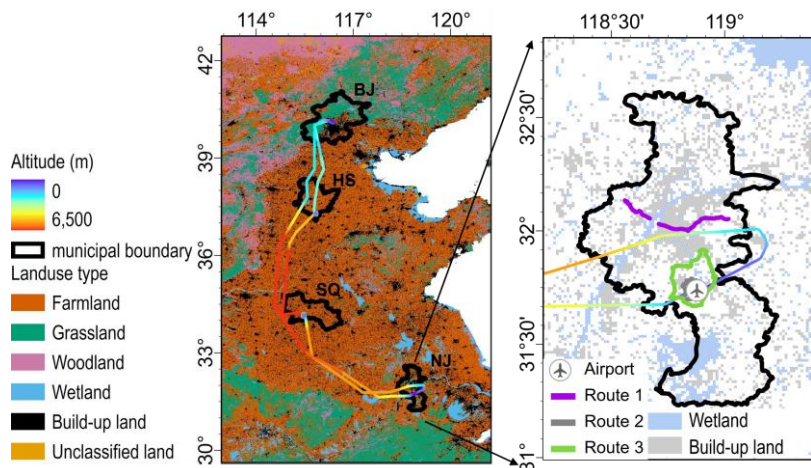 114° 117° 120°
118°30' 119°
42°
39°
36°
33°
30°
BJ
HS
SQ
NJ
Altitude (m)
0
6,500
municipal boundary
Landuse type
Farmland
Grassland
Woodland
Wetland
Build-up land
Unclassified land
32°30'
32°
31°30'
31°
Airport
Route 1
Route 2
Route 3
Wetland
Build-up land